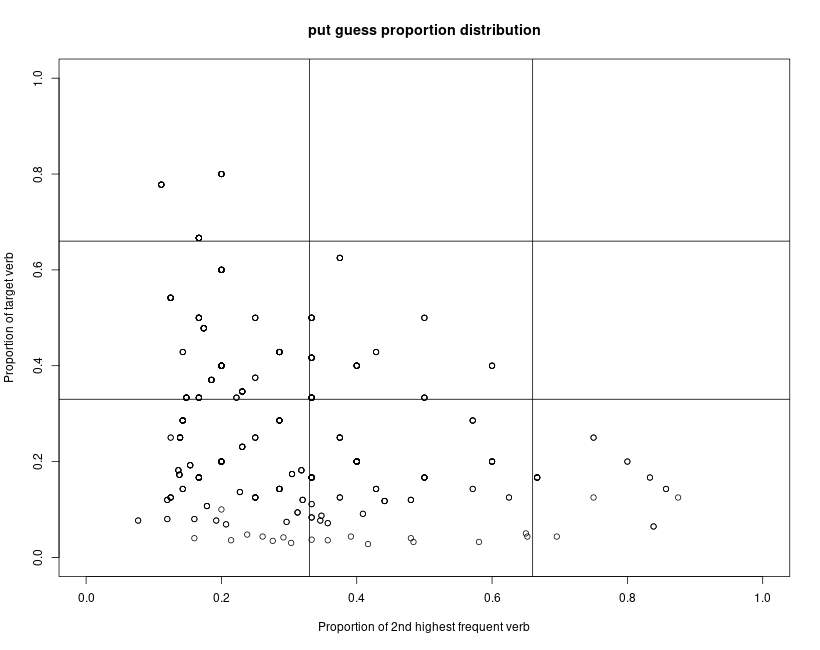 put guess proportion distribution
Proportion of target verb
1.0
0.8
0.6
0.4
0.2
0.0
0.0 0.2 0.4 0.6 0.8 1.0
Proportion of 2nd highest frequent verb